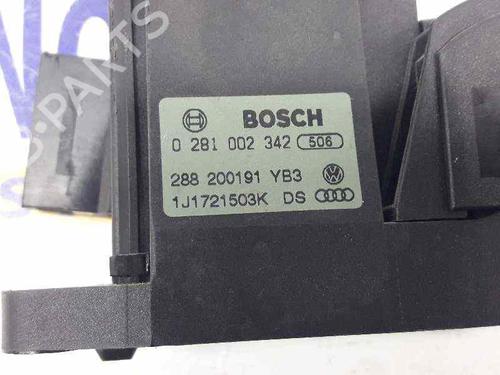 BOSCH
0 281 002 342 506
288 200191 YB3
1J1721503K DS